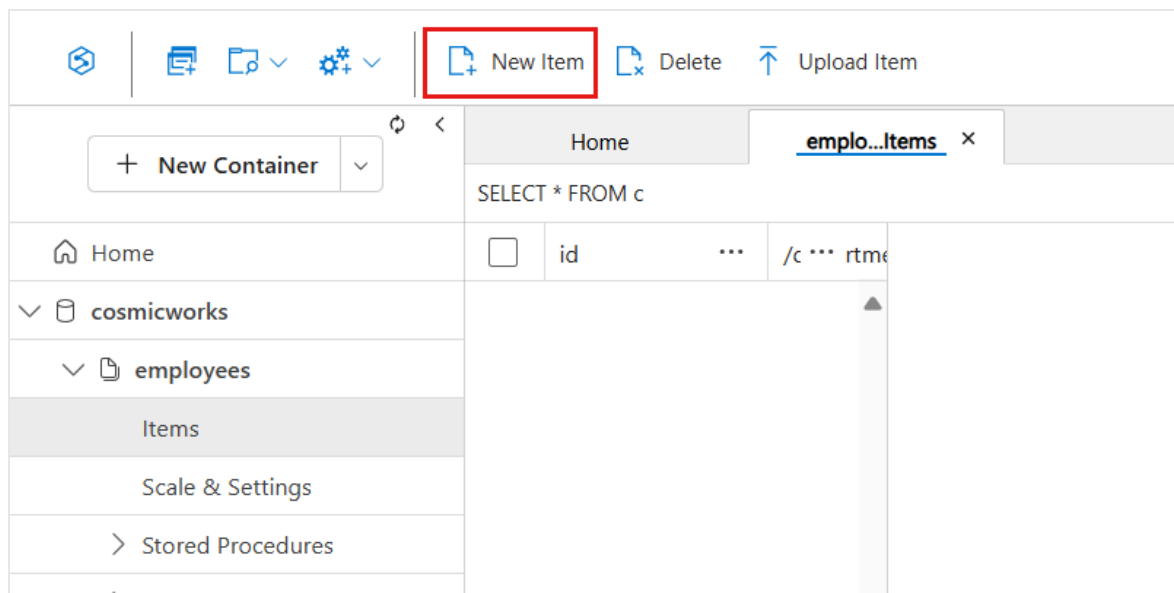 New Item Delete Upload Item
New Container
Home emplo...Items
SELECT * FROM c
Home
id ... /c ... rtme
cosmicworks
employees
Items
Scale & Settings
Stored Procedures